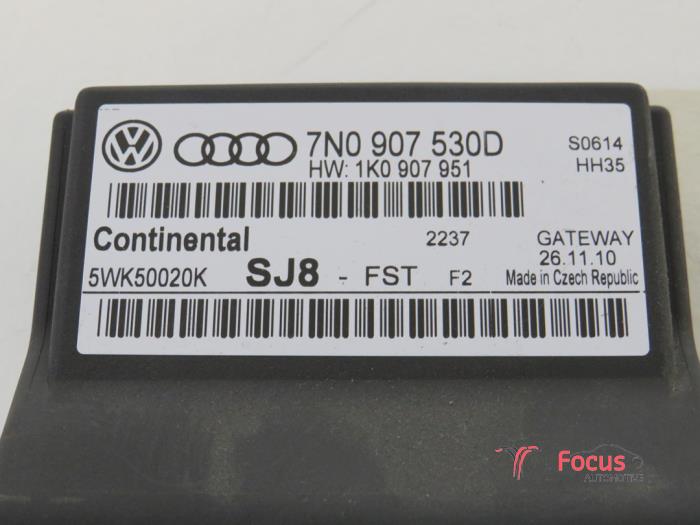 7N0 907 530D
S0614
HW: 1K0 907 951
HH35
Continental 2237 GATEWAY
26.11.10
5WK50020K SJ8 - FST F2 Made in Czech Republic
Focus
AUTOMOTIVE